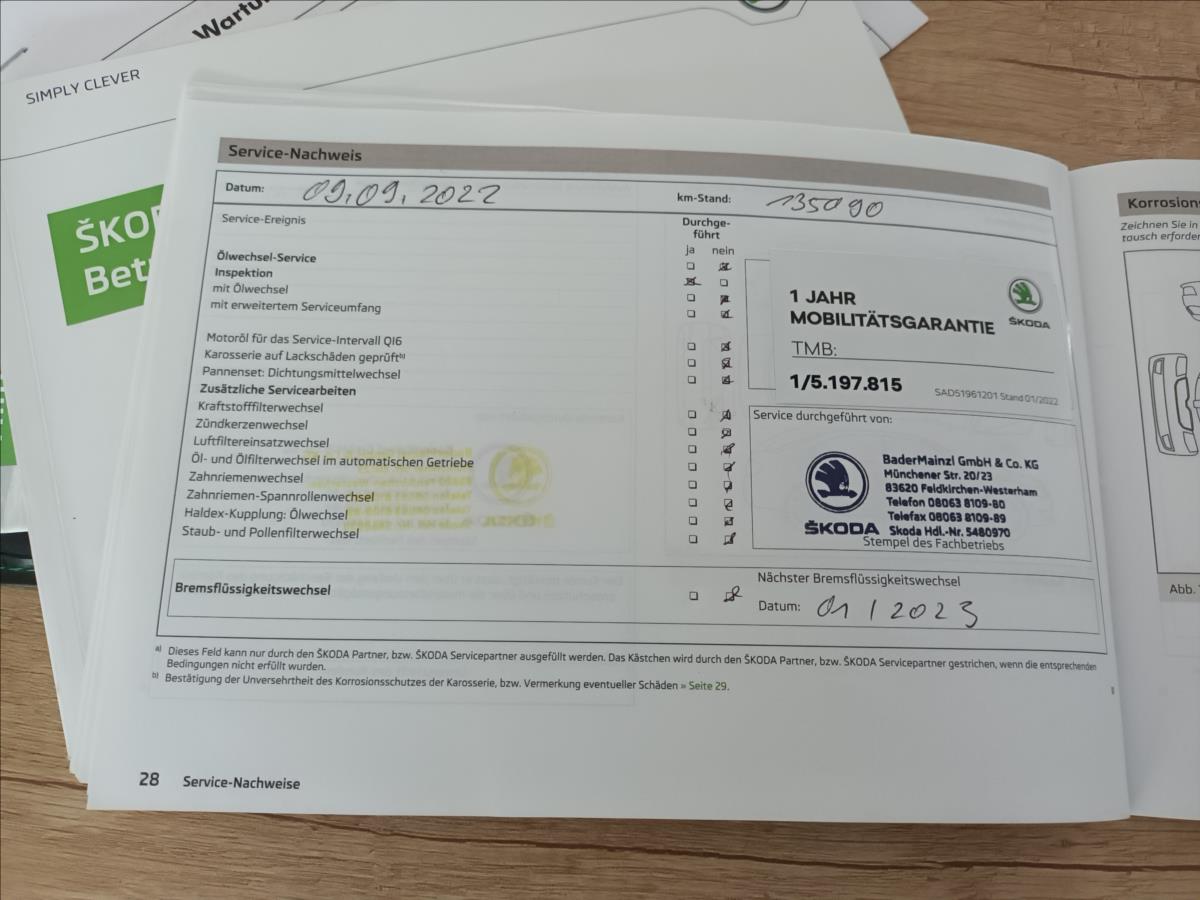 Wartu
SIMPLY CLEVER
ŠKO
Betr
Service-Nachweis
Datum: 09.09.2022 km-Stand: 135090
Service-Ereignis Durchge-
führt
ja nein
Ölwechsel-Service
Inspektion
mit Ölwechsel
mit erweitertem Serviceumfang
Motoröl für das Service-Intervall QI6
Karosserie auf Lackschäden geprüft b)
Pannenset: Dichtungsmittelwechsel
Zusätzliche Servicearbeiten
Kraftstofffilterwechsel
Zündkerzenwechsel
Luftfiltereinsatzwechsel
Öl- und Ölfilterwechsel im automatischen Getriebe
Zahnriemenwechsel
Zahnriemen-Spannrollenwechsel
Haldex-Kupplung: Ölwechsel
Staub- und Pollenfilterwechsel
1 JAHR
MOBILITÄTSGARANTIE
ŠKODA
TMB:
1/5.197.815
SAD51961201 Stand 01/2022
Service durchgeführt von:
BaderMainzl GmbH & Co. KG
Münchener Str. 20/23
83620 Feldkirchen-Westerham
Telefon 08063 8109-80
Telefax 08063 8109-89
ŠKODA Skoda Hdl.-Nr. 5480970
Stempel des Fachbetriebs
Bremsflüssigkeitswechsel
Nächster Bremsflüssigkeitswechsel
Datum: 01 / 2023
a) Dieses Feld kann nur durch den ŠKODA Partner, bzw. ŠKODA Servicepartner ausgefüllt werden. Das Kästchen wird durch den ŠKODA Partner, bzw. ŠKODA Servicepartner gestrichen, wenn die entsprechenden
Bedingungen nicht erfüllt wurden.
b) Bestätigung der Unversehrtheit des Korrosionsschutzes der Karosserie, bzw. Vermerkung eventueller Schäden » Seite 29.
28 Service-Nachweise
Korrosions
Zeichnen Sie in
tausch erforder
Abb.